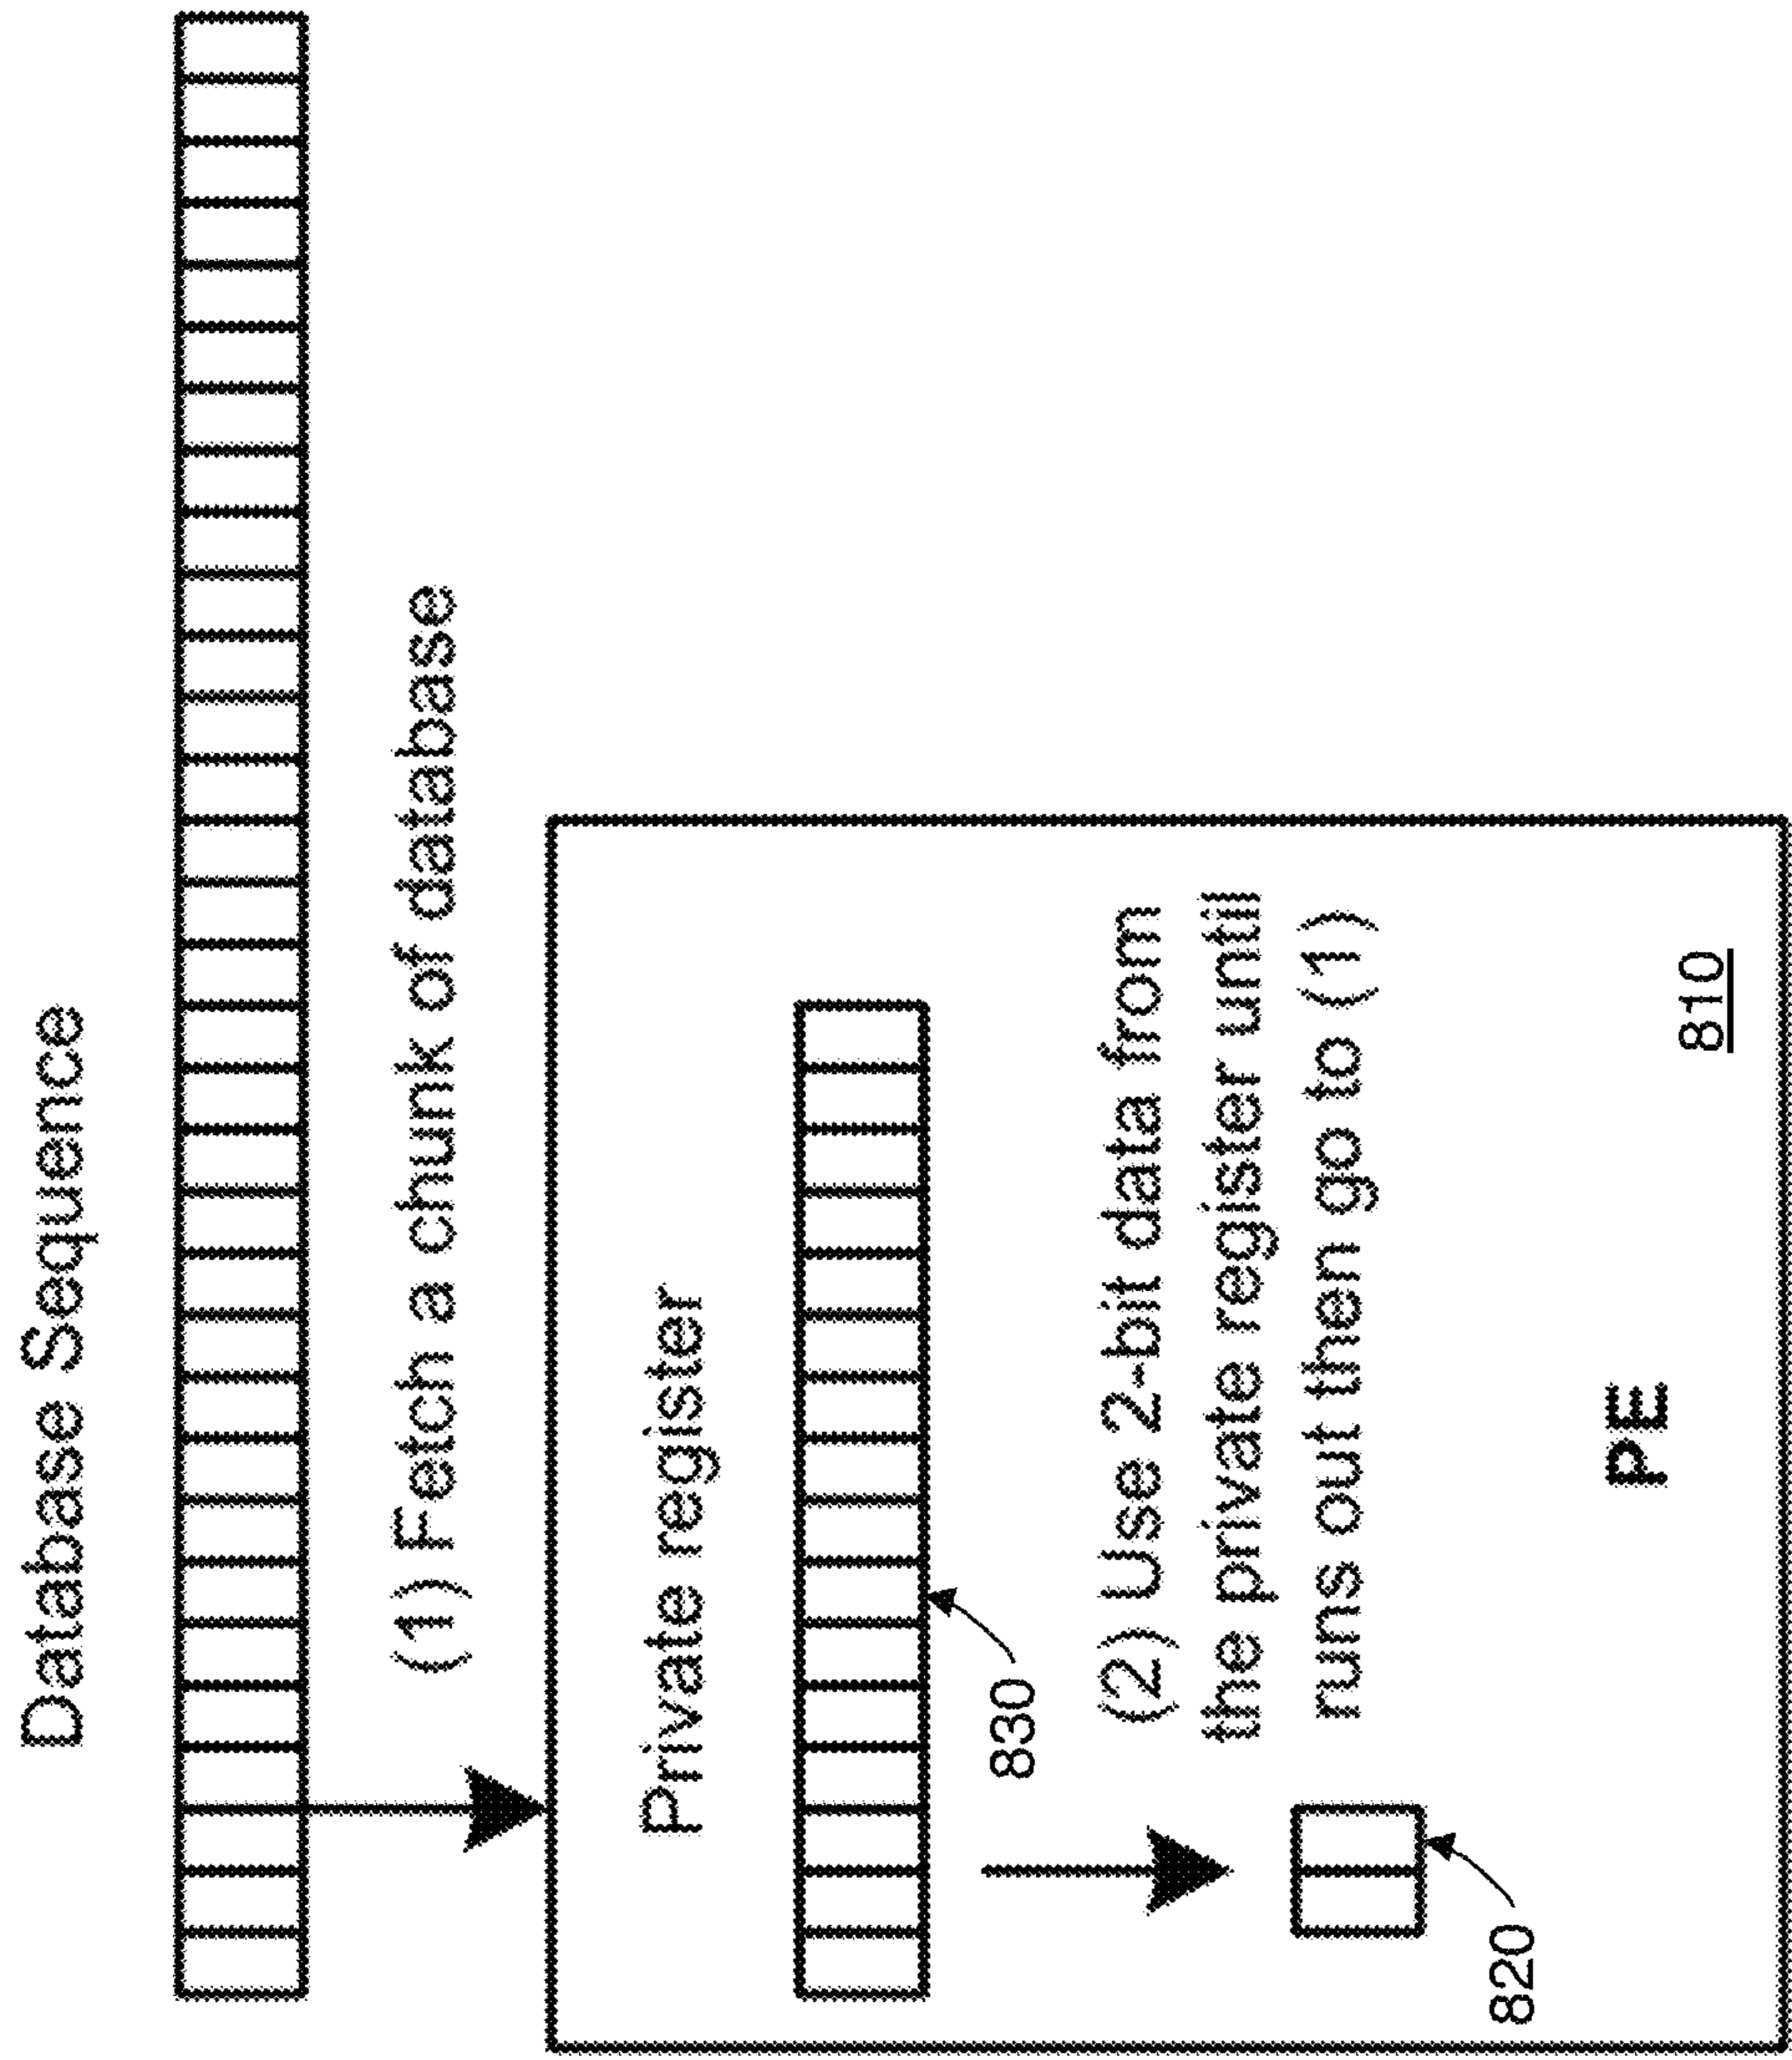 Database Sequence
(1) Fetch a chunk of database
Private register
830
(2) Use 2-bit data from
the private register until
runs out then go to (1)
820
PE
810